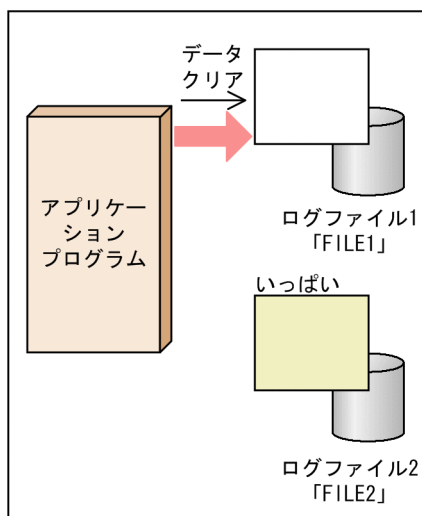 データ
クリア
アプリケー
ション
プログラム
ログファイル1
「FILE1」
いっぱい
ログファイル2
「FILE2」